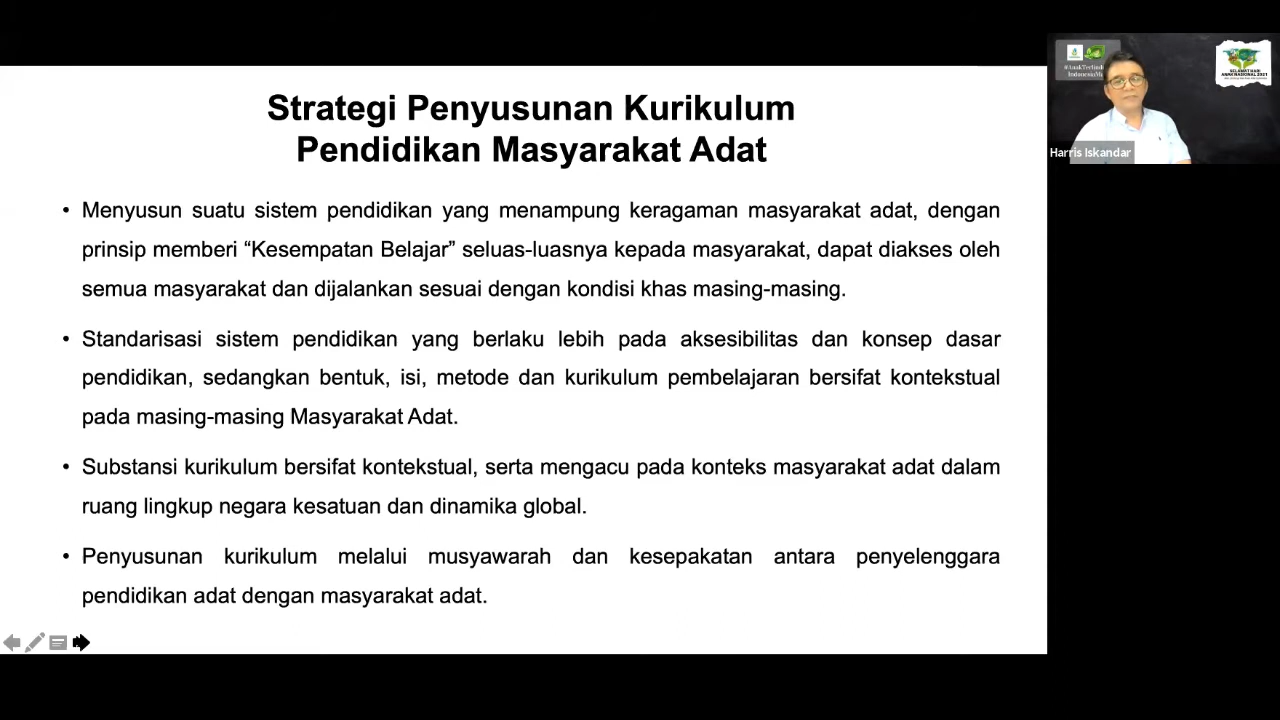 Strategi Penyusunan Kurikulum
Pendidikan Masyarakat Adat
• Menyusun suatu sistem pendidikan yang menampung keragaman masyarakat adat, dengan
prinsip memberi “Kesempatan Belajar” seluas-luasnya kepada masyarakat, dapat diakses oleh
semua masyarakat dan dijalankan sesuai dengan kondisi khas masing-masing.
• Standarisasi sistem pendidikan yang berlaku lebih pada aksesibilitas dan konsep dasar
pendidikan, sedangkan bentuk, isi, metode dan kurikulum pembelajaran bersifat kontekstual
pada masing-masing Masyarakat Adat.
• Substansi kurikulum bersifat kontekstual, serta mengacu pada konteks masyarakat adat dalam
ruang lingkup negara kesatuan dan dinamika global.
• Penyusunan kurikulum melalui musyawarah dan kesepakatan antara penyelenggara
pendidikan adat dengan masyarakat adat.
SELAMAT HARI
ANAK NASIONAL 2021
Harris Iskandar